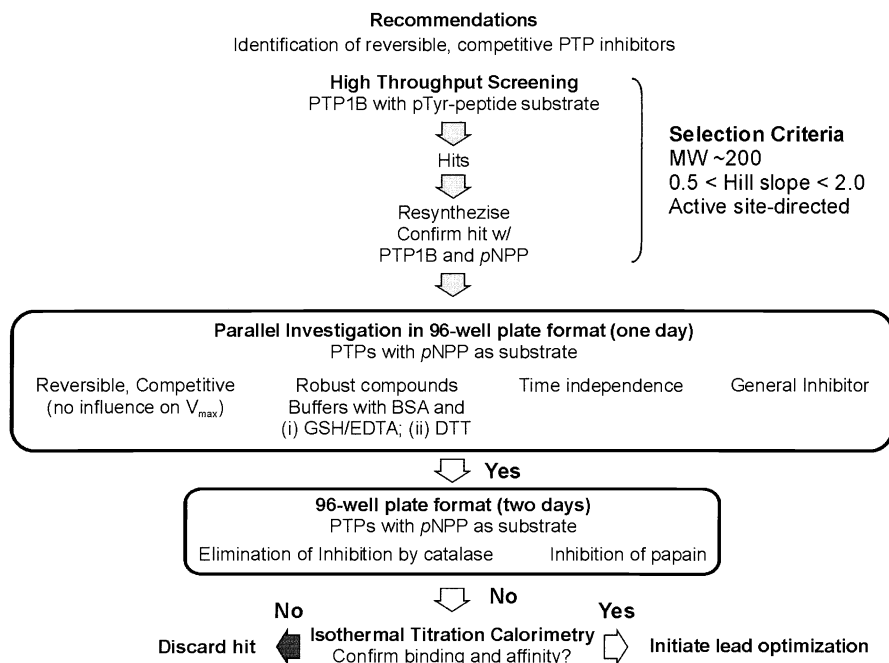 Recommendations
Identification of reversible, competitive PTP inhibitors
High Throughput Screening
PTP1B with pTyr-peptide substrate
Hits
Resynthezise
Confirm hit w/
PTP1B and pNPP
Selection Criteria
MW ~200
0.5 < Hill slope < 2.0
Active site-directed
Parallel Investigation in 96-well plate format (one day)
PTPs with pNPP as substrate
Reversible, Competitive
(no influence on Vmax)
Robust compounds
Buffers with BSA and
(i) GSH/EDTA; (ii) DTT
Time independence
General Inhibitor
Yes
96-well plate format (two days)
PTPs with pNPP as substrate
Elimination of Inhibition by catalase
Inhibition of papain
No
No
Yes
Discard hit
Isothermal Titration Calorimetry
Confirm binding and affinity?
Initiate lead optimization